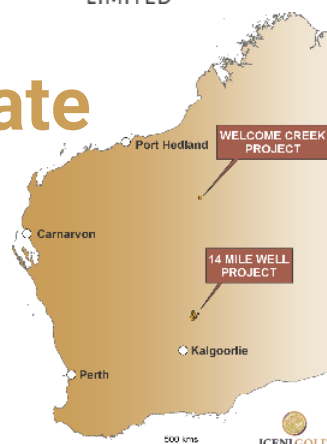 LIMITED
ate
WELCOME CREEK
PROJECT
Port Hedland
Carnarvon
14 MILE WELL
PROJECT
Kalgoorlie
Perth
500 kms
ICENI GOLD